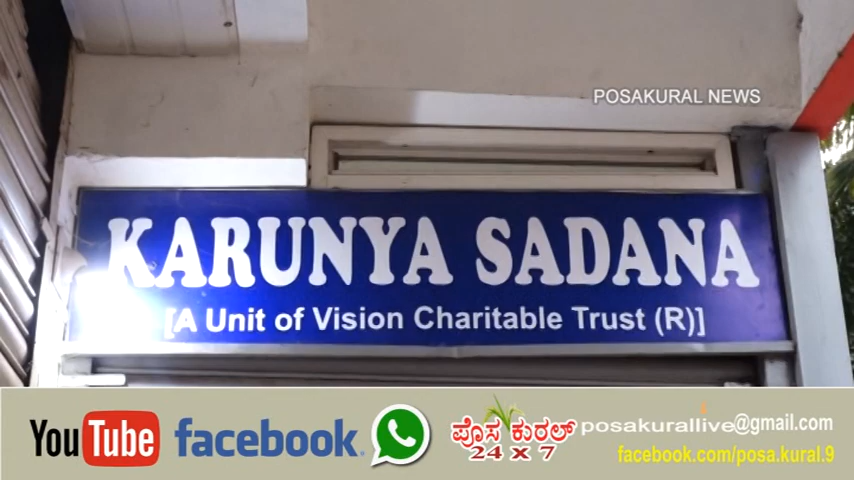 POSAKURAL NEWS
KARUNYA SADANA
[A Unit of Vision Charitable Trust (R)]
YouTube facebook ಪೊಸ ಕುರಲ್ posakurallive@gmail.com
24 x 7 facebook.com/posa.kural.9